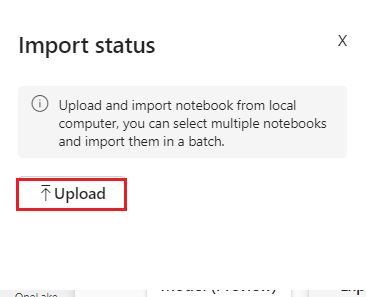 Import status
X
Upload and import notebook from local
computer, you can select multiple notebooks
and import them in a batch.
Upload